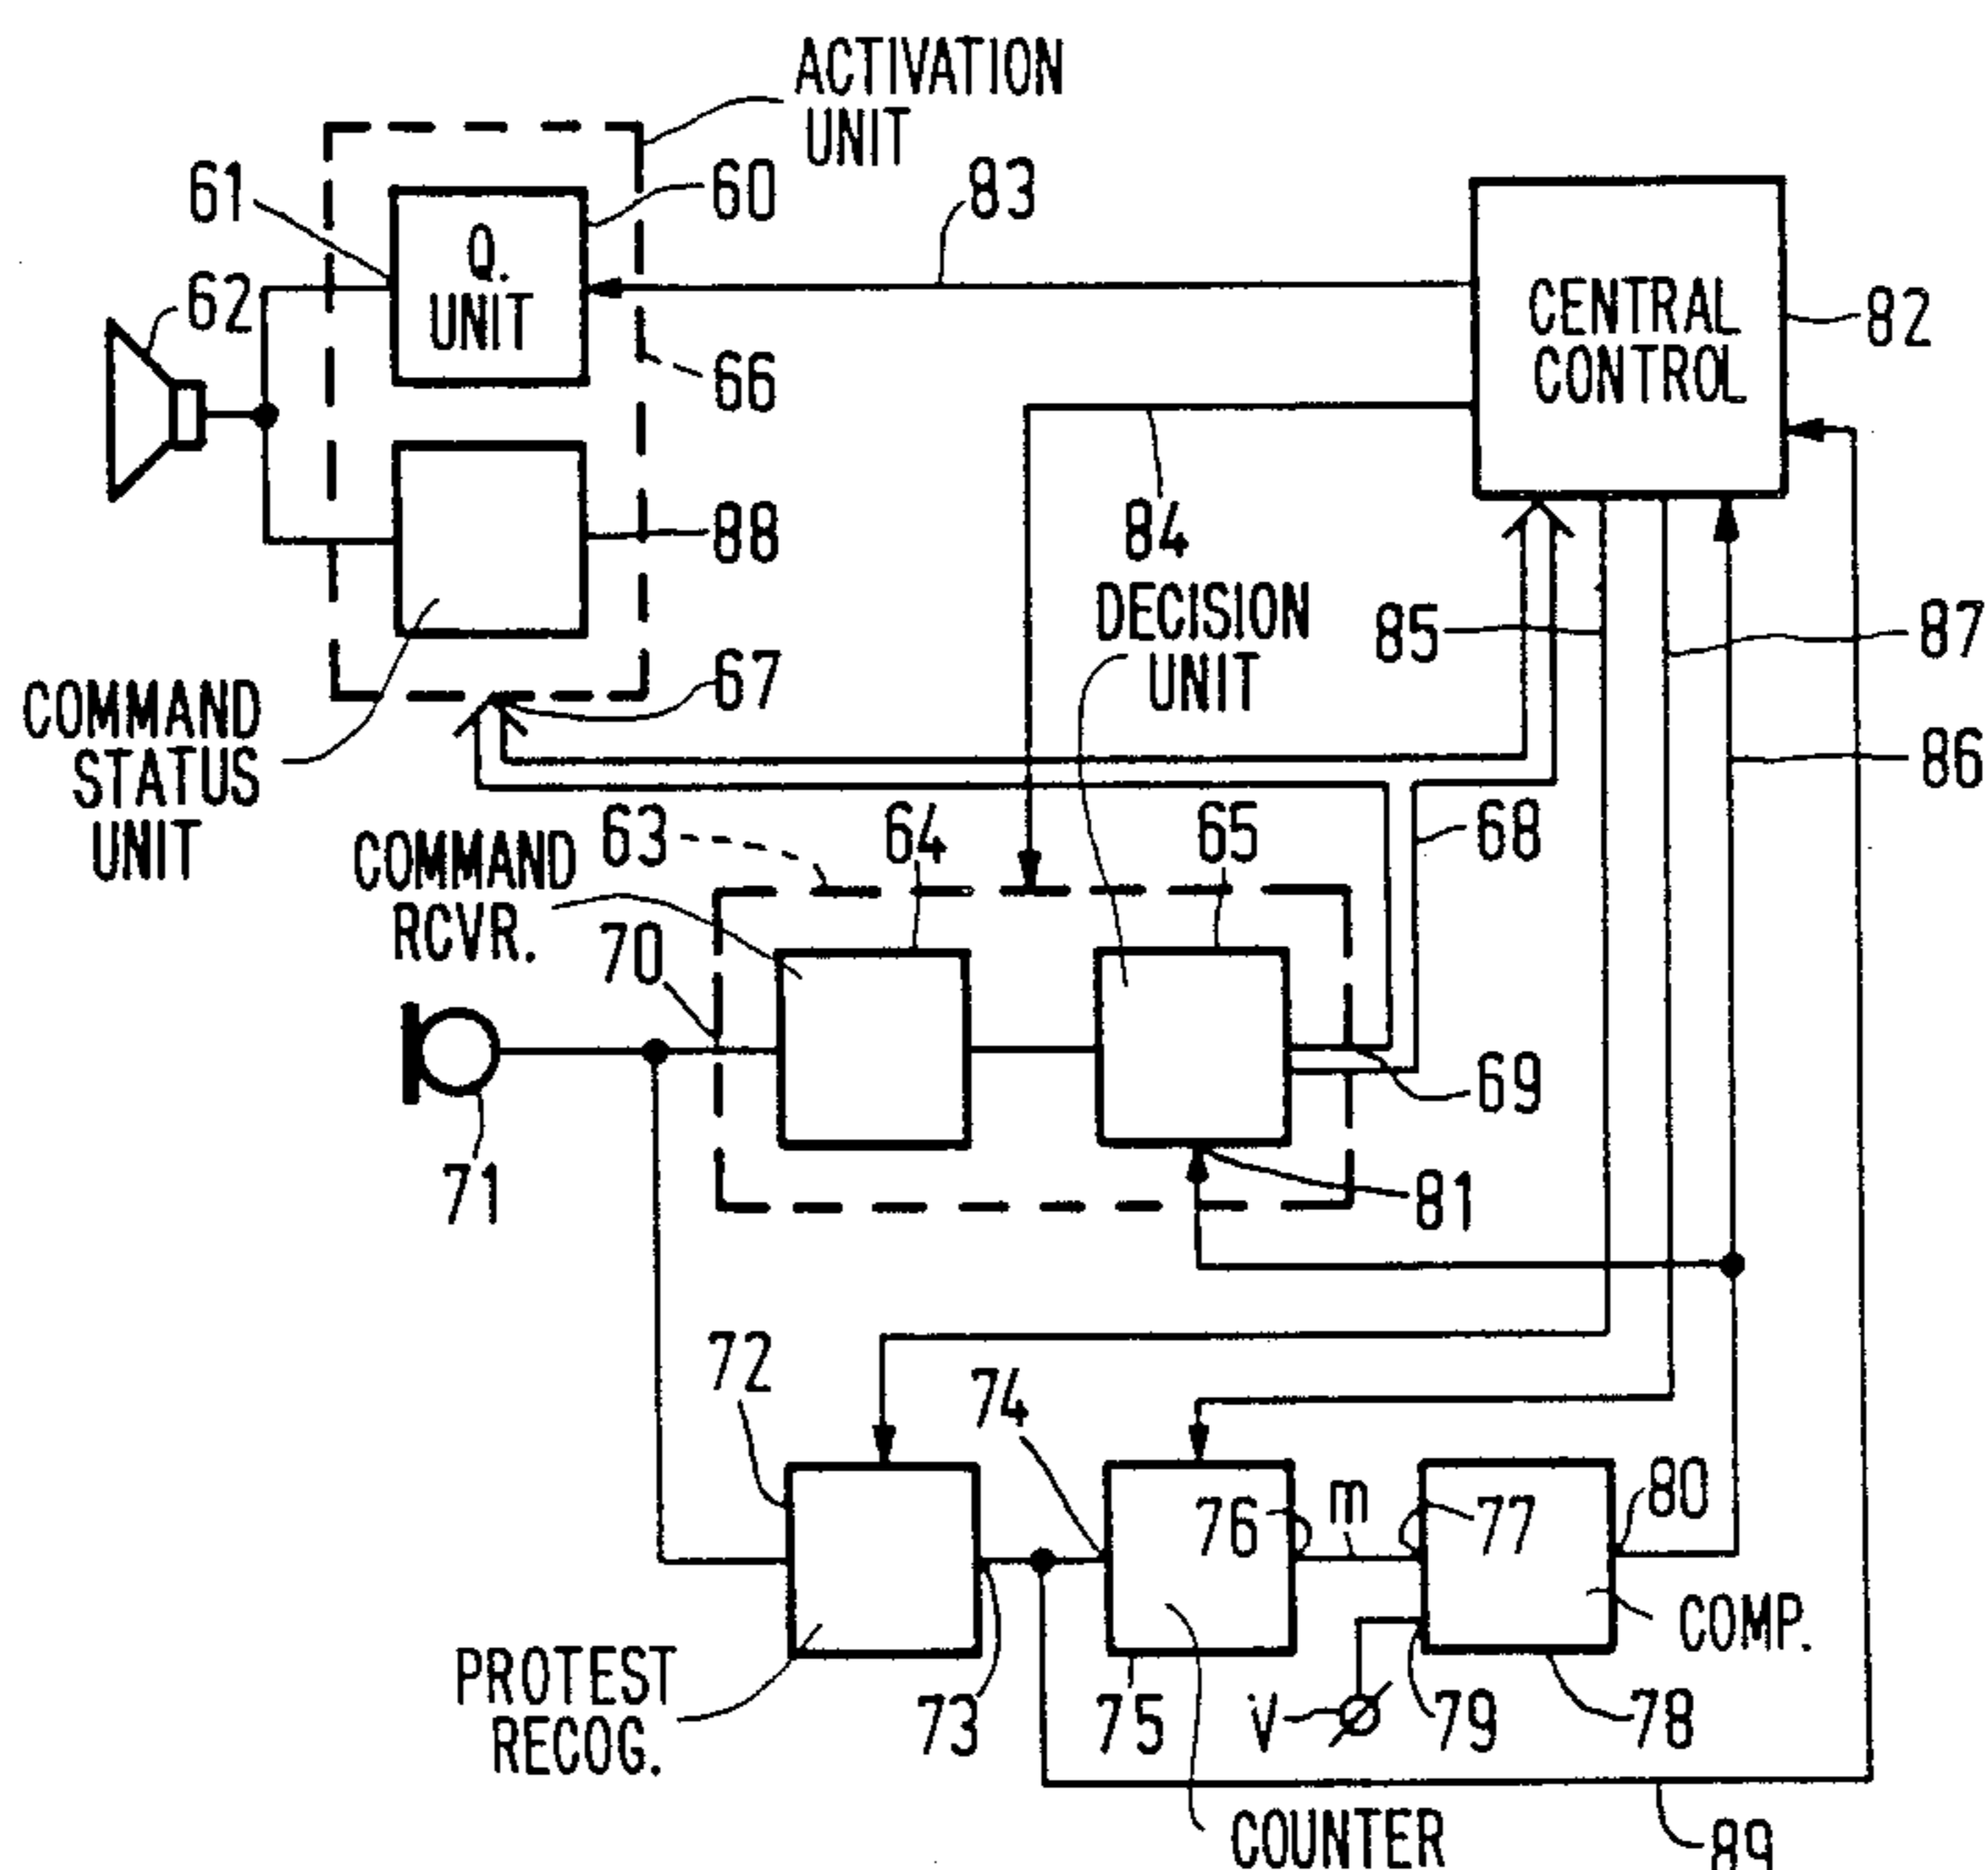 ACTIVATION
UNIT
61
60
83
Q.
UNIT
62
66
CENTRAL
CONTROL
82
88
84
85
87
DECISION
UNIT
67
COMMAND
STATUS
UNIT
86
63
64
65
68
COMMAND
RCVR.
70
69
71
81
72
74
76
m
77
80
COMP.
PROTEST
RECOG.
73
75
V
79
78
COUNTER
89